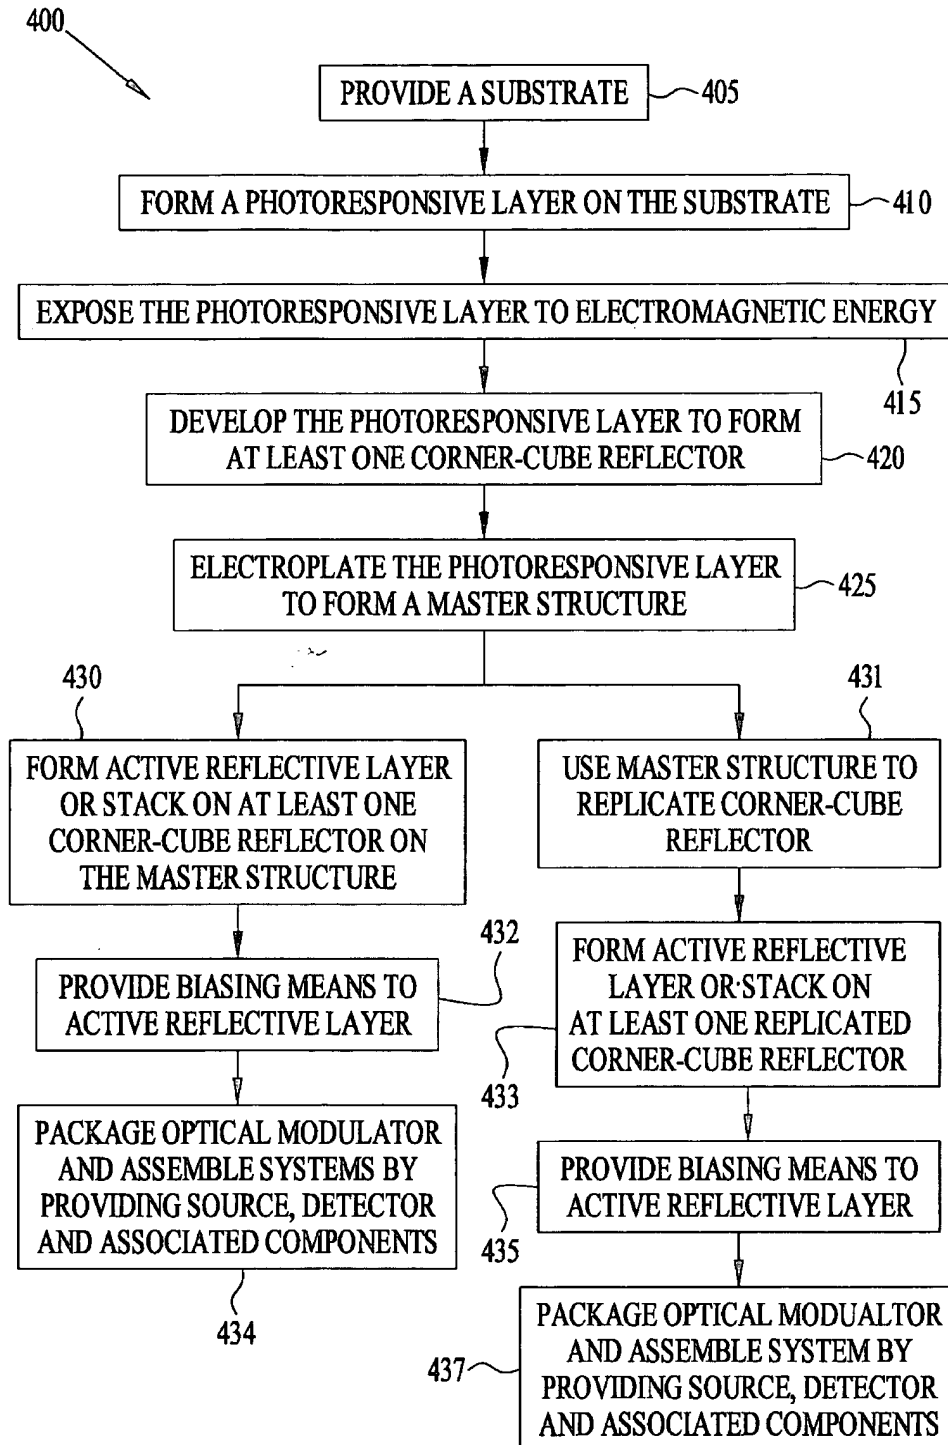 400
PROVIDE A SUBSTRATE
405
FORM A PHOTORESPONSIVE LAYER ON THE SUBSTRATE
410
EXPOSE THE PHOTORESPONSIVE LAYER TO ELECTROMAGNETIC ENERGY
415
DEVELOP THE PHOTORESPONSIVE LAYER TO FORM
AT LEAST ONE CORNER-CUBE REFLECTOR
420
ELECTROPLATE THE PHOTORESPONSIVE LAYER
TO FORM A MASTER STRUCTURE
425
430
FORM ACTIVE REFLECTIVE LAYER
OR STACK ON AT LEAST ONE
CORNER-CUBE REFLECTOR ON
THE MASTER STRUCTURE
432
PROVIDE BIASING MEANS TO
ACTIVE REFLECTIVE LAYER
PACKAGE OPTICAL MODULATOR
AND ASSEMBLE SYSTEMS BY
PROVIDING SOURCE, DETECTOR
AND ASSOCIATED COMPONENTS
434
431
USE MASTER STRUCTURE TO
REPLICATE CORNER-CUBE
REFLECTOR
FORM ACTIVE REFLECTIVE
LAYER OR STACK ON
AT LEAST ONE REPLICATED
CORNER-CUBE REFLECTOR
433
PROVIDE BIASING MEANS TO
ACTIVE REFLECTIVE LAYER
435
PACKAGE OPTICAL MODUALTOR
AND ASSEMBLE SYSTEM BY
PROVIDING SOURCE, DETECTOR
AND ASSOCIATED COMPONENTS
437